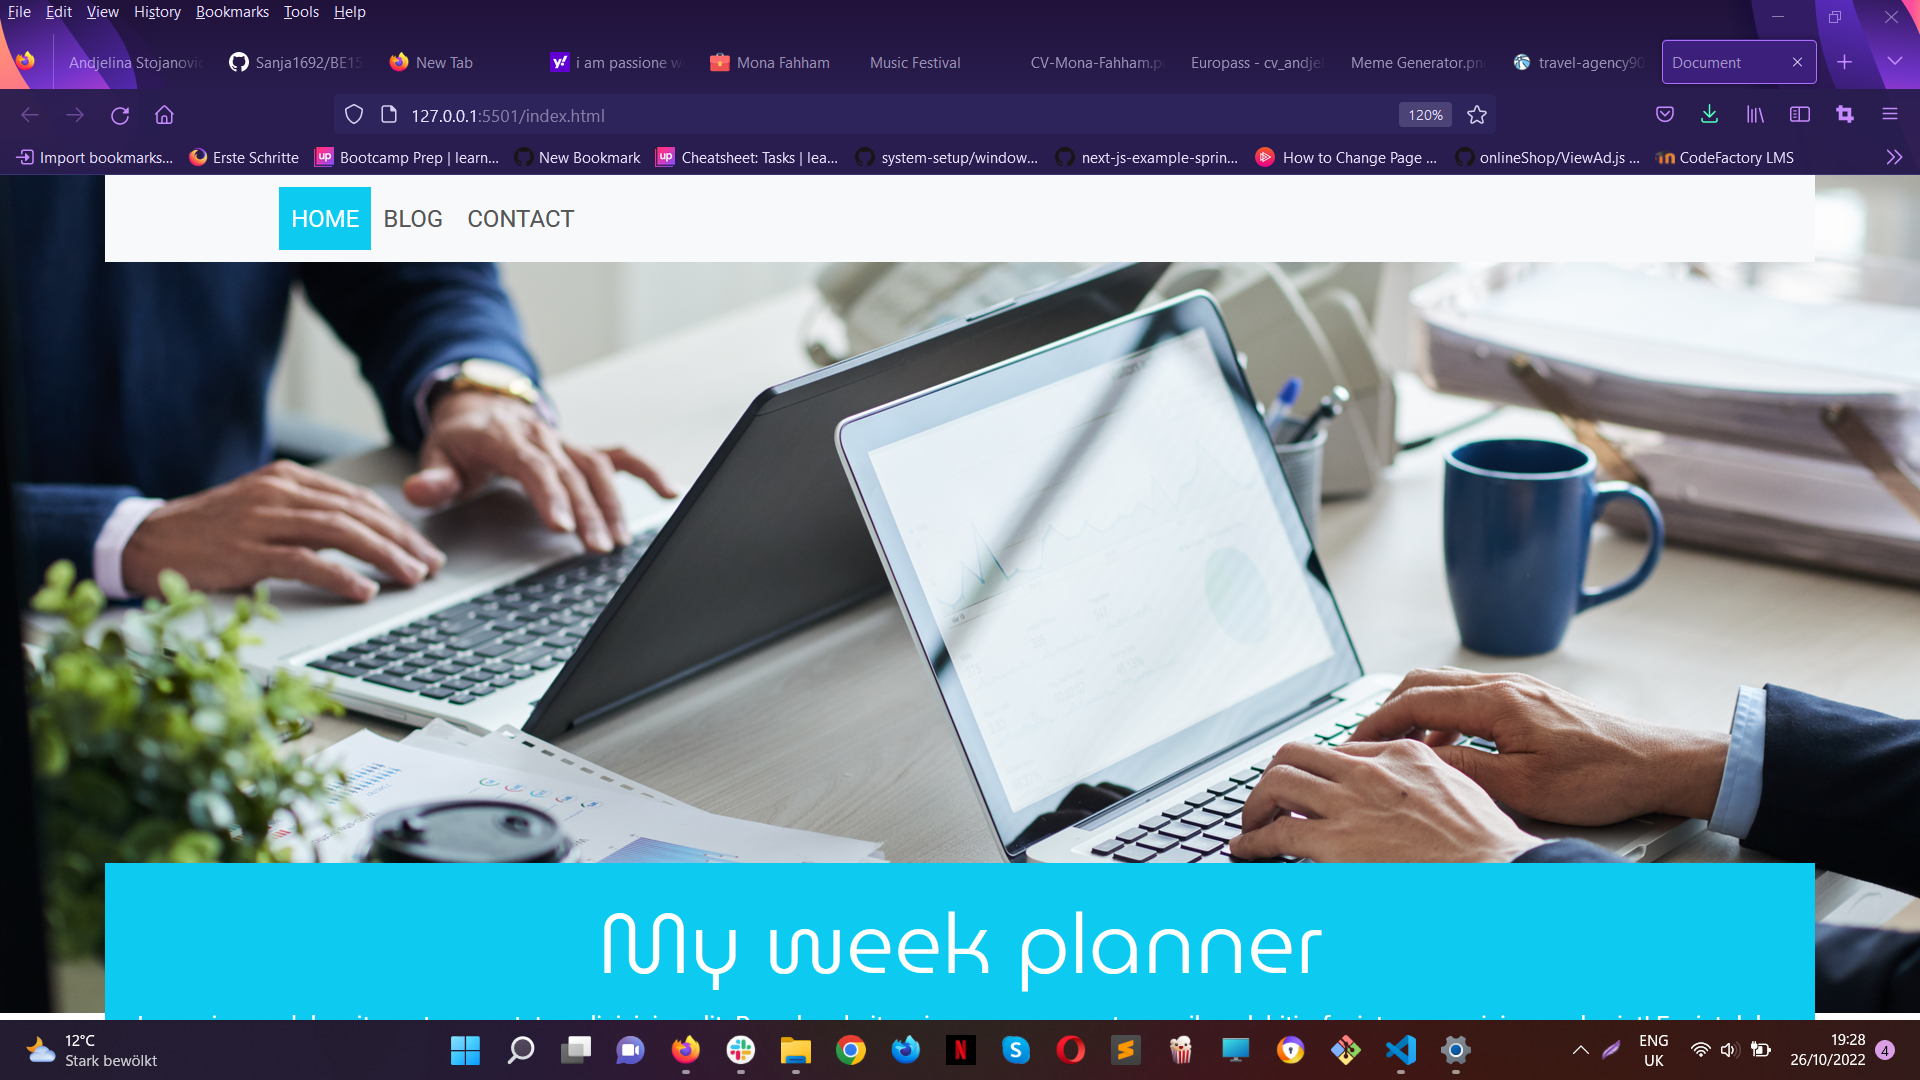 File Edit View History Bookmarks Tools Help
Andjelina Stojanovic
Sanja1692/BE15
New Tab
i am passione w
Mona Fahham
Music Festival
CV-Mona-Fahham.p
Europass - cv_andjel
Meme Generator.png
travel-agency90
Document
127.0.0.1:5501/index.html
120%
Import bookmarks...
Erste Schritte
Bootcamp Prep | learn...
New Bookmark
Cheatsheet: Tasks | lea...
system-setup/window...
next-js-example-sprin...
How to Change Page ...
onlineShop/ViewAd.js ...
CodeFactory LMS
HOME BLOG CONTACT
My week planner
12°C
Stark bewölkt
ENG
UK
19:28
26/10/2022
4